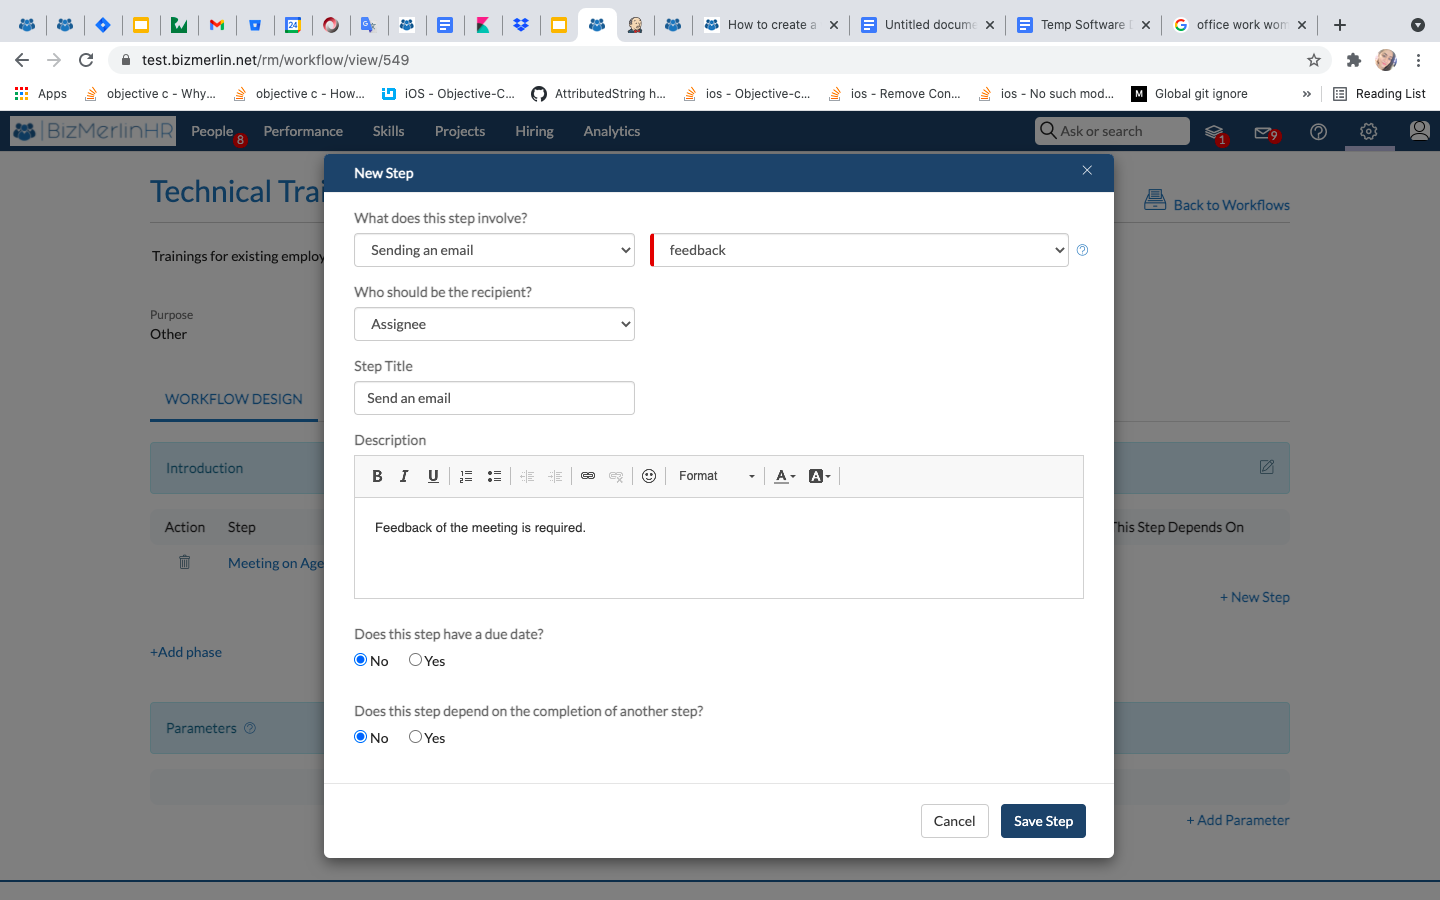 24
How to create a
Untitled docume
Temp Software
office work wom
test.bizmerlin.net/rm/workflow/view/549
Apps
objective c - Why...
objective c - How...
iOS - Objective-C...
AttributedString h...
ios - Objective-c...
ios - Remove Con...
ios - No such mod...
M
Global git ignore
»
Reading List
BizMerlinHR
People
8
Performance
Skills
Projects
Hiring
Analytics
Ask or search
1
9
New Step
Technical Trai
Back to Workflows
What does this step involve?
Sending an email
feedback
Trainings for existing employ
Who should be the recipient?
Purpose
Assignee
Other
Step Title
WORKFLOW DESIGN
Send an email
Description
Introduction
B I U Format A A
Action
Step
Feedback of the meeting is required.
This Step Depends On
Meeting on Age
+ New Step
Does this step have a due date?
+Add phase
No Yes
Does this step depend on the completion of another step?
Parameters
No Yes
Cancel
Save Step
+ Add Parameter